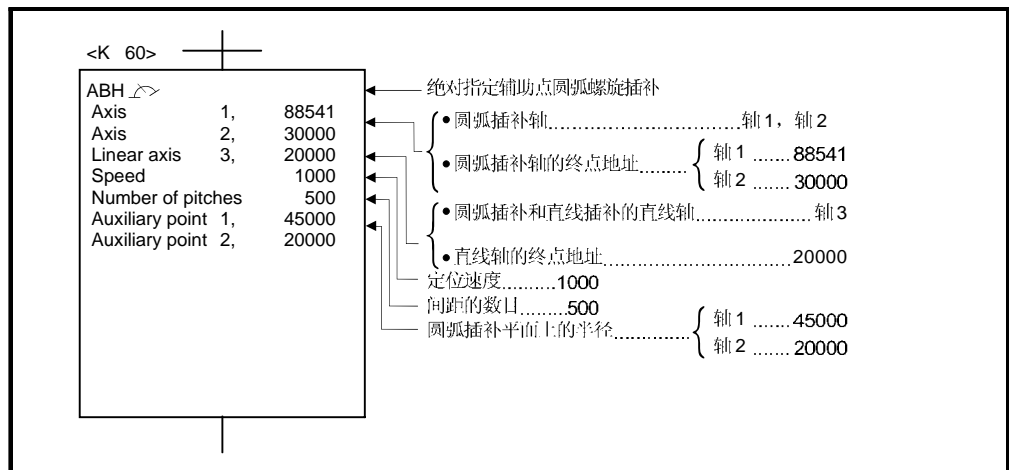 <K 60>
ABH
Axis 1, 88541
Axis 2, 30000
Linear axis 3, 20000
Speed 1000
Number of pitches 500
Auxiliary point 1, 45000
Auxiliary point 2, 20000
绝对指定辅助点圆弧螺旋插补
•圆弧插补轴..............................轴1，轴2
•圆弧插补轴的终点地址......... 轴1 .......88541
轴2 .......30000
•圆弧插补和直线插补的直线轴...................轴3
•直线轴的终点地址..............................20000
定位速度..........1000
间距的数目.........500
圆弧插补平面上的半径............... 轴1 .......45000
轴2 .......20000